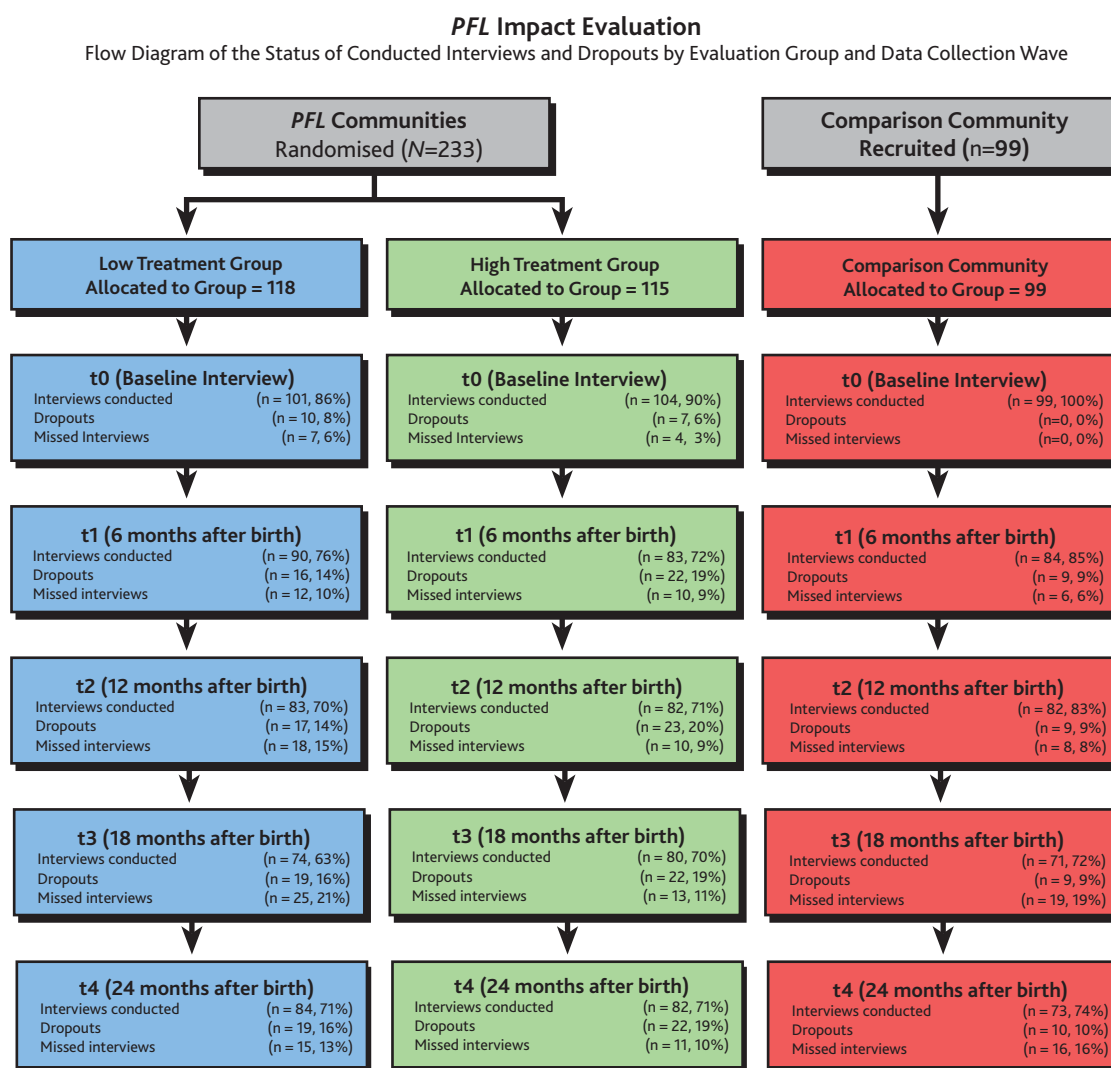 PFL Impact Evaluation
Flow Diagram of the Status of Conducted Interviews and Dropouts by Evaluation Group and Data Collection Wave
PFL Communities
Randomised (N=233)
Comparison Community
Recruited (n=99)
Low Treatment Group
Allocated to Group = 118
High Treatment Group
Allocated to Group = 115
Comparison Community
Allocated to Group = 99
t0 (Baseline Interview)
Interviews conducted (n = 101, 86%)
Dropouts (n = 10, 8%)
Missed Interviews (n = 7, 6%)
t0 (Baseline Interview)
Interviews conducted (n = 104, 90%)
Dropouts (n = 7, 6%)
Missed Interviews (n = 4, 3%)
t0 (Baseline Interview)
Interviews conducted (n = 99, 100%)
Dropouts (n=0, 0%)
Missed Interviews (n=0, 0%)
t1 (6 months after birth)
Interviews conducted (n = 90, 76%)
Dropouts (n = 16, 14%)
Missed interviews (n = 12, 10%)
t1 (6 months after birth)
Interviews conducted (n = 83, 72%)
Dropouts (n = 22, 19%)
Missed interviews (n = 10, 9%)
t1 (6 months after birth)
Interviews conducted (n = 84, 85%)
Dropouts (n = 9, 9%)
Missed interviews (n = 6, 6%)
t2 (12 months after birth)
Interviews conducted (n = 83, 70%)
Dropouts (n = 17, 14%)
Missed interviews (n = 18, 15%)
t2 (12 months after birth)
Interviews conducted (n = 82, 71%)
Dropouts (n = 23, 20%)
Missed interviews (n = 10, 9%)
t2 (12 months after birth)
Interviews conducted (n = 82, 83%)
Dropouts (n = 9, 9%)
Missed interviews (n = 8, 8%)
t3 (18 months after birth)
Interviews conducted (n = 74, 63%)
Dropouts (n = 19, 16%)
Missed interviews (n = 25, 21%)
t3 (18 months after birth)
Interviews conducted (n = 80, 70%)
Dropouts (n = 22, 19%)
Missed interviews (n = 13, 11%)
t3 (18 months after birth)
Interviews conducted (n = 71, 72%)
Dropouts (n = 9, 9%)
Missed interviews (n = 19, 19%)
t4 (24 months after birth)
Interviews conducted (n = 84, 71%)
Dropouts (n = 19, 16%)
Missed interviews (n = 15, 13%)
t4 (24 months after birth)
Interviews conducted (n = 82, 71%)
Dropouts (n = 22, 19%)
Missed interviews (n = 11, 10%)
t4 (24 months after birth)
Interviews conducted (n = 73, 74%)
Dropouts (n = 10, 10%)
Missed interviews (n = 16, 16%)